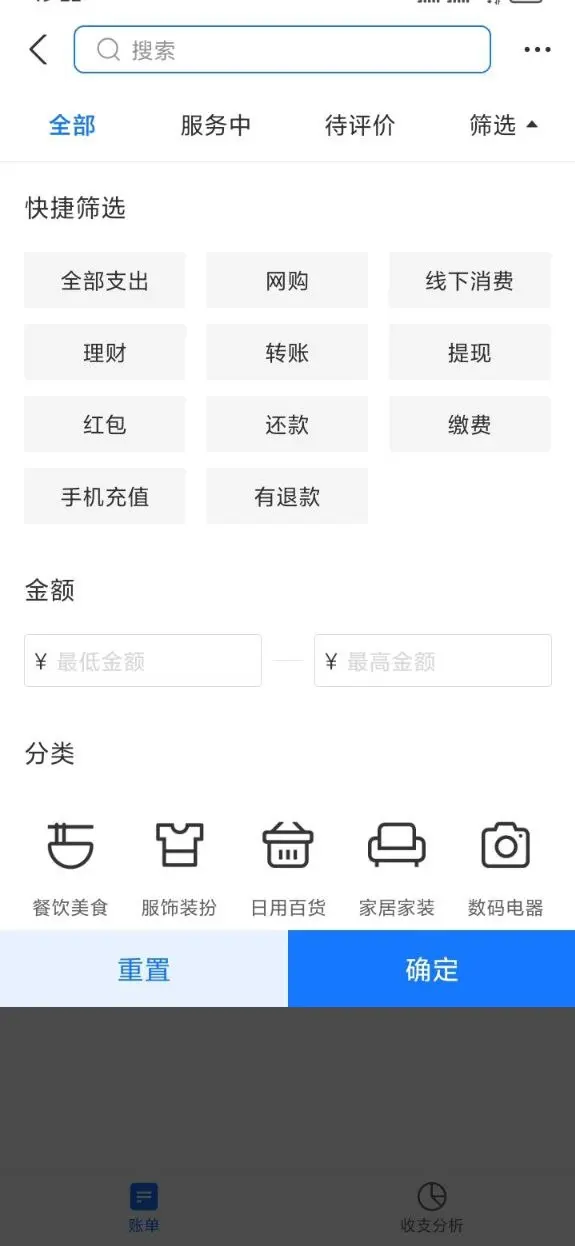 搜索
全部 服务中 待评价 筛选
快捷筛选
全部支出 网购 线下消费
理财 转账 提现
红包 还款 缴费
手机充值 有退款
金额
¥ 最低金额 ¥ 最高金额
分类
餐饮美食 服饰装扮 日用百货 家居家装 数码电器
重置 确定
账单 收支分析